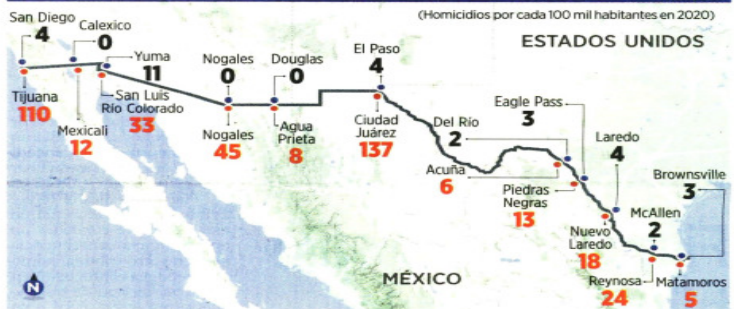 (Homicidios por cada 100 mil habitantes en 2020)
ESTADOS UNIDOS
San Diego
4
Calexico
0
Yuma
11
Nogales
0
Douglas
0
El Paso
4
Del Río
2
Eagle Pass
3
Laredo
4
McAllen
2
Brownsville
3
Tijuana
110
Mexicali
12
San Luis
Río Colorado
33
Nogales
45
Agua
Prieta
8
Ciudad
Juárez
137
Acuña
6
Piedras
Negras
13
Nuevo
Laredo
18
Reynosa
24
Matamoros
5
MÉXICO
N